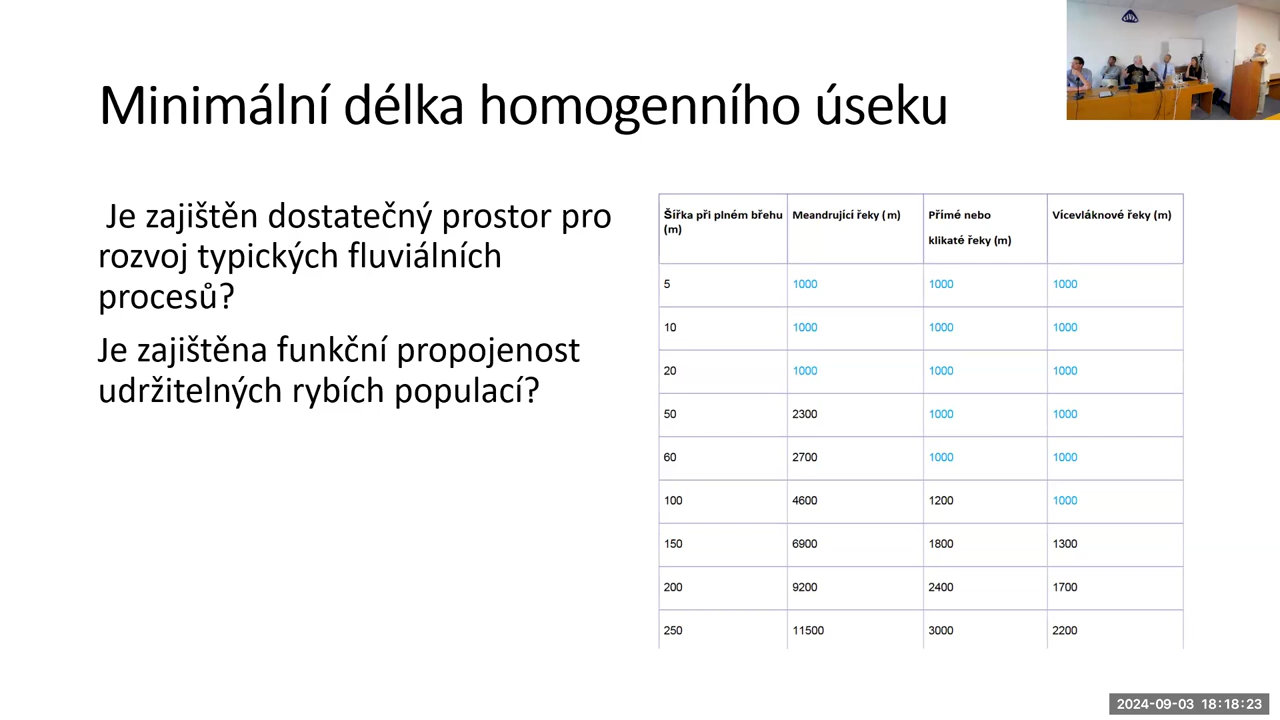 Minimální délka homogenního úseku
Je zajištěn dostatečný prostor pro
rozvoj typických fluviálních
procesů?
Je zajištěna funkční propojenost
udržitelných rybích populací?
Šířka při plném břehu (m) Meandrující řeky (m) Přímé nebo klikaté řeky (m) Vícevláknové řeky (m)
5 1000 1000 1000
10 1000 1000 1000
20 1000 1000 1000
50 2300 1000 1000
60 2700 1000 1000
100 4600 1200 1000
150 6900 1800 1300
200 9200 2400 1700
250 11500 3000 2200
2024-09-03 18:18:23